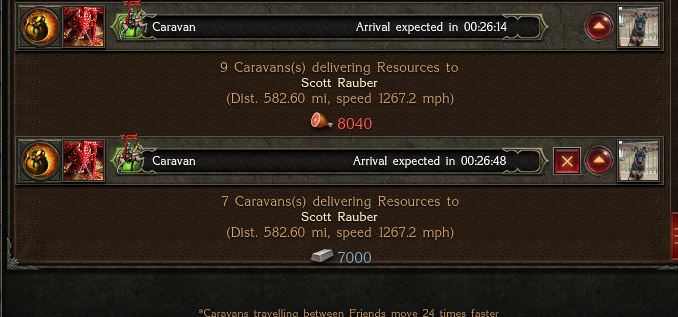 Caravan Arrival expected in 00:26:14
9 Caravans(s) delivering Resources to
Scott Rauber
(Dist. 582.60 mi, speed 1267.2 mph)
8040
Caravan Arrival expected in 00:26:48
7 Caravans(s) delivering Resources to
Scott Rauber
(Dist. 582.60 mi, speed 1267.2 mph)
7000
*Caravans travelling between Friends move 24 times faster